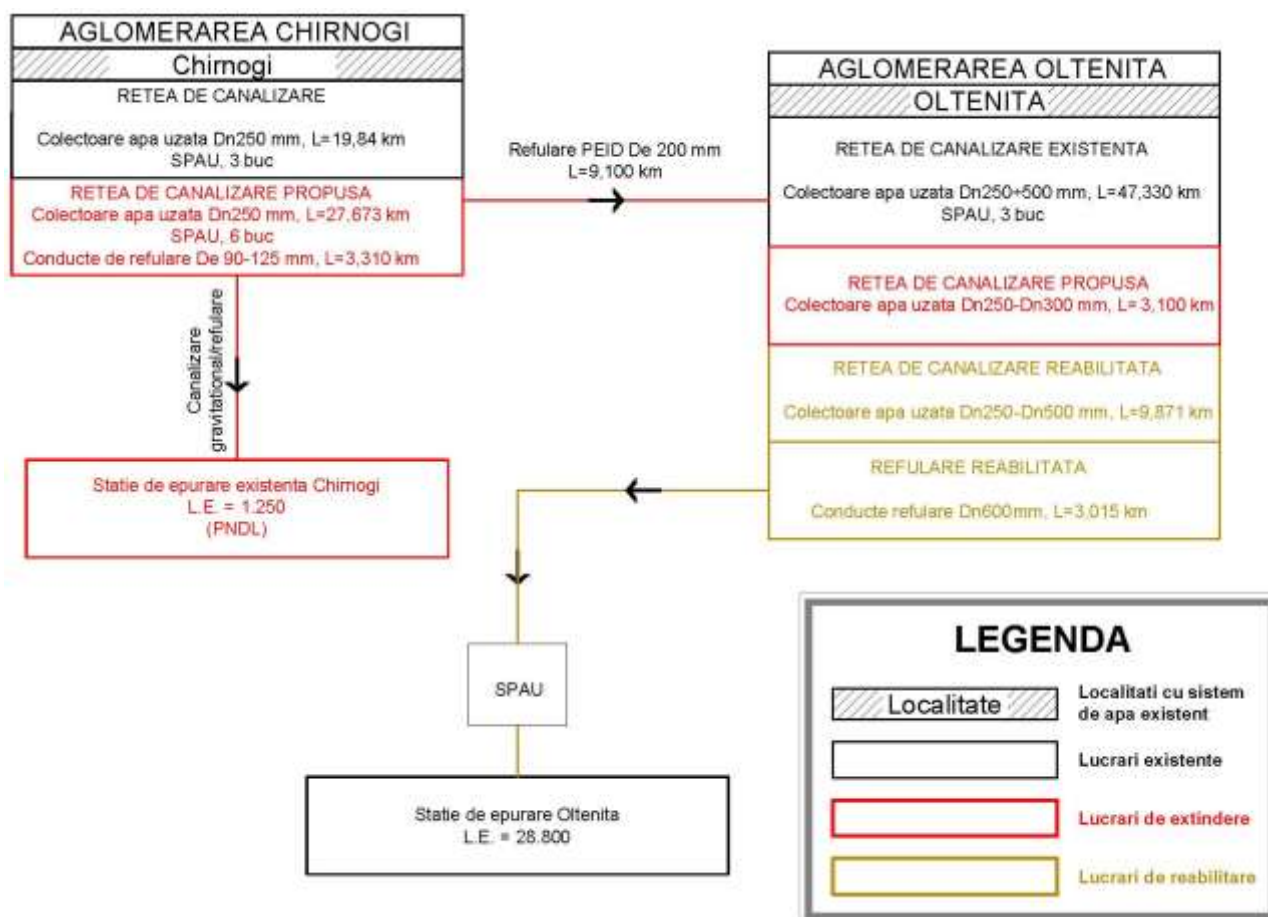 AGLOMERAREA CHIRNOGI
Chirnogi
RETEA DE CANALIZARE
Colectoare apa uzata Dn250 mm, L=19,84 km
SPAU, 3 buc
RETEA DE CANALIZARE PROPUSA
Colectoare apa uzata Dn250 mm, L=27,673 km
SPAU, 6 buc
Conducte de refulare De 90-125 mm, L=3,310 km
Refulare PEID De 200 mm
L=9,100 km
AGLOMERAREA OLTENITA
OLTENITA
RETEA DE CANALIZARE EXISTENTA
Colectoare apa uzata Dn250÷500 mm, L=47,330 km
SPAU, 3 buc
RETEA DE CANALIZARE PROPUSA
Colectoare apa uzata Dn250-Dn300 mm, L= 3,100 km
RETEA DE CANALIZARE REABILITATA
Colectoare apa uzata Dn250-Dn500 mm, L=9,871 km
REFULARE REABILITATA
Conducte refulare Dn600mm, L=3,015 km
Canalizare
gravitational/refulare
Statie de epurare existenta Chirnogi
L.E. = 1.250
(PNDL)
SPAU
Statie de epurare Oltenita
L.E. = 28.800
LEGENDA
Localitate
Localitati cu sistem
de apa existent
Lucrari existente
Lucrari de extindere
Lucrari de reabilitare